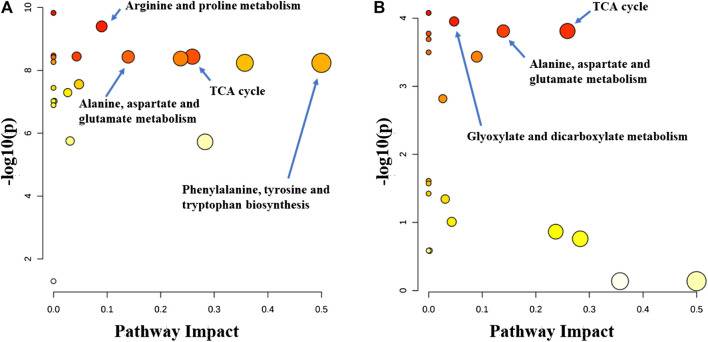 A
-log10(p)
10
8
6
4
2
Arginine and proline metabolism
Alanine, aspartate and
glutamate metabolism
TCA cycle
Phenylalanine, tyrosine and
tryptophan biosynthesis
0.0 0.1 0.2 0.3 0.4 0.5
Pathway Impact
B
-log10(p)
4
3
2
1
0
TCA cycle
Alanine, aspartate and
glutamate metabolism
Glyoxylate and dicarboxylate metabolism
0.0 0.1 0.2 0.3 0.4 0.5
Pathway Impact